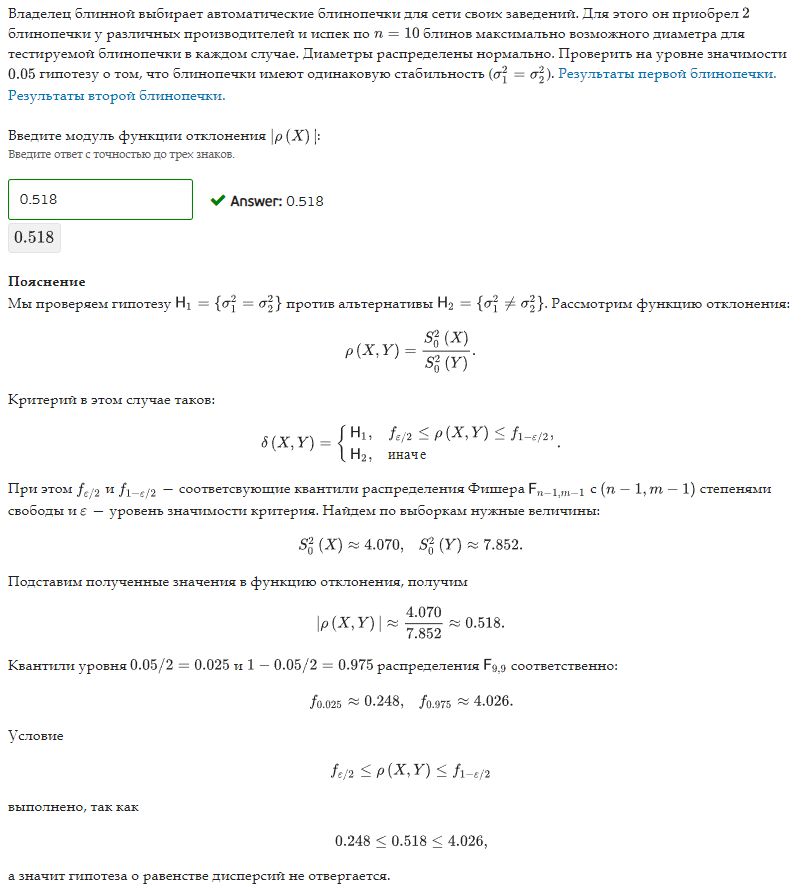 Владелец блинной выбирает автоматические блинопечки для сети своих заведений. Для этого он приобрел 2
блинопечки у различных производителей и испек по n = 10 блинов максимально возможного диаметра для
тестируемой блинопечки в каждом случае. Диаметры распределены нормально. Проверить на уровне значимости
0.05 гипотезу о том, что блинопечки имеют одинаковую стабильность (σ₁² = σ₂²). Результаты первой блинопечки.
Результаты второй блинопечки.
Введите модуль функции отклонения |ρ (X) |:
Введите ответ с точностью до трех знаков.
0.518
Answer: 0.518
0.518
Пояснение
Мы проверяем гипотезу H₁ = {σ₁² = σ₂²} против альтернативы H₂ = {σ₁² ≠ σ₂²}. Рассмотрим функцию отклонения:
ρ (X, Y) = S₀² (X) / S₀² (Y).
Критерий в этом случае таков:
δ (X, Y) = { H₁, f_{ε/2} ≤ ρ (X, Y) ≤ f_{1−ε/2},
H₂, иначе .
При этом f_{ε/2} и f_{1−ε/2} − соответсвующие квантили распределения Фишера F_{n−1,m−1} с (n − 1, m − 1) степенями
свободы и ε − уровень значимости критерия. Найдем по выборкам нужные величины:
S₀² (X) ≈ 4.070, S₀² (Y) ≈ 7.852.
Подставим полученные значения в функцию отклонения, получим
|ρ (X, Y) | ≈ 4.070 / 7.852 ≈ 0.518.
Квантили уровня 0.05/2 = 0.025 и 1 − 0.05/2 = 0.975 распределения F_{9,9} соответственно:
f_{0.025} ≈ 0.248, f_{0.975} ≈ 4.026.
Условие
f_{ε/2} ≤ ρ (X, Y) ≤ f_{1−ε/2}
выполнено, так как
0.248 ≤ 0.518 ≤ 4.026,
а значит гипотеза о равенстве дисперсий не отвергается.